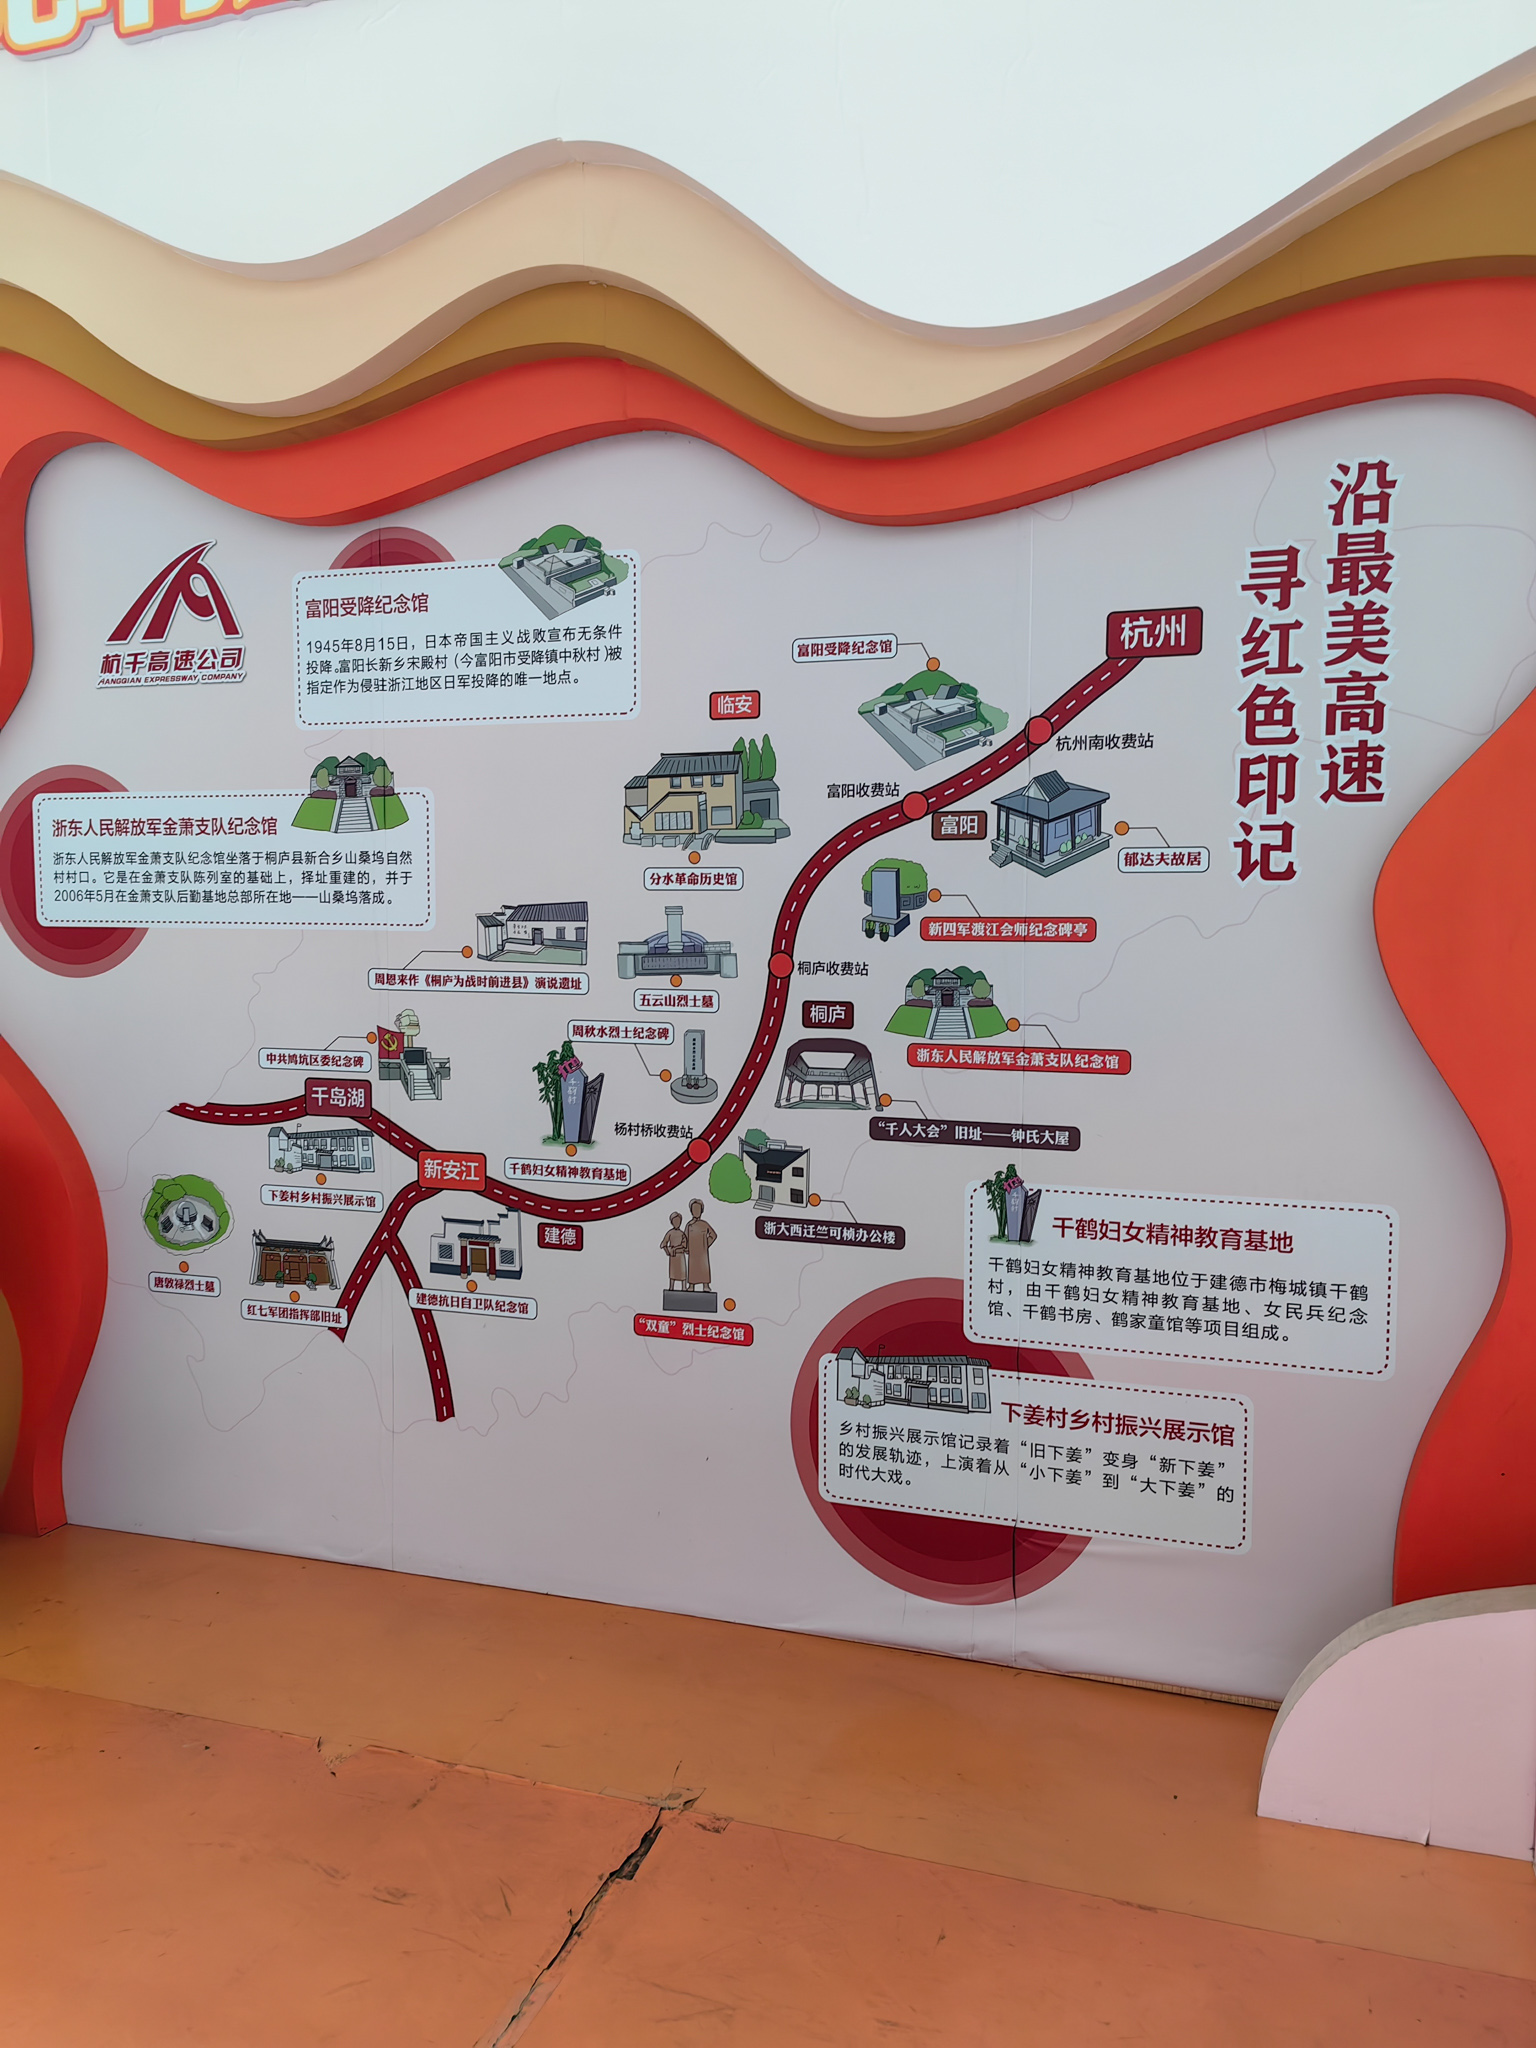 沿最美高速
寻红色印记
杭千高速公司
HANGQIAN EXPRESSWAY COMPANY
富阳受降纪念馆
1945年8月15日，日本帝国主义战败宣布无条件
投降。富阳长新乡宋殿村（今富阳市受降镇中秋村）被
指定作为侵驻浙江地区日军投降的唯一地点。
浙东人民解放军金萧支队纪念馆
浙东人民解放军金萧支队纪念馆坐落于桐庐县新合乡山桑坞自然
村村口。它是在金萧支队陈列室的基础上，择址重建的，并于
2006年5月在金萧支队后勤基地总部所在地——山桑坞落成。
杭州
富阳受降纪念馆
临安
杭州南收费站
富阳收费站
富阳
郁达夫故居
分水革命历史馆
新四军渡江会师纪念碑亭
周恩来作《桐庐为战时前进县》演说遗址
五云山烈士墓
桐庐收费站
桐庐
浙东人民解放军金萧支队纪念馆
周秋水烈士纪念碑
中共鸠坑区委纪念碑
千岛湖
千鹤村
“千人大会”旧址——钟氏大屋
杨村桥收费站
新安江
千鹤妇女精神教育基地
下姜村乡村振兴展示馆
建德
浙大西迁竺可桢办公楼
唐敦禄烈士墓
红七军团指挥部旧址
建德抗日自卫队纪念馆
“双童”烈士纪念馆
千鹤妇女精神教育基地
千鹤妇女精神教育基地位于建德市梅城镇千鹤
村，由千鹤妇女精神教育基地、女民兵纪念
馆、千鹤书房、鹤家童馆等项目组成。
下姜村乡村振兴展示馆
乡村振兴展示馆记录着“旧下姜”变身“新下姜”
的发展轨迹，上演着从“小下姜”到“大下姜”的
时代大戏。